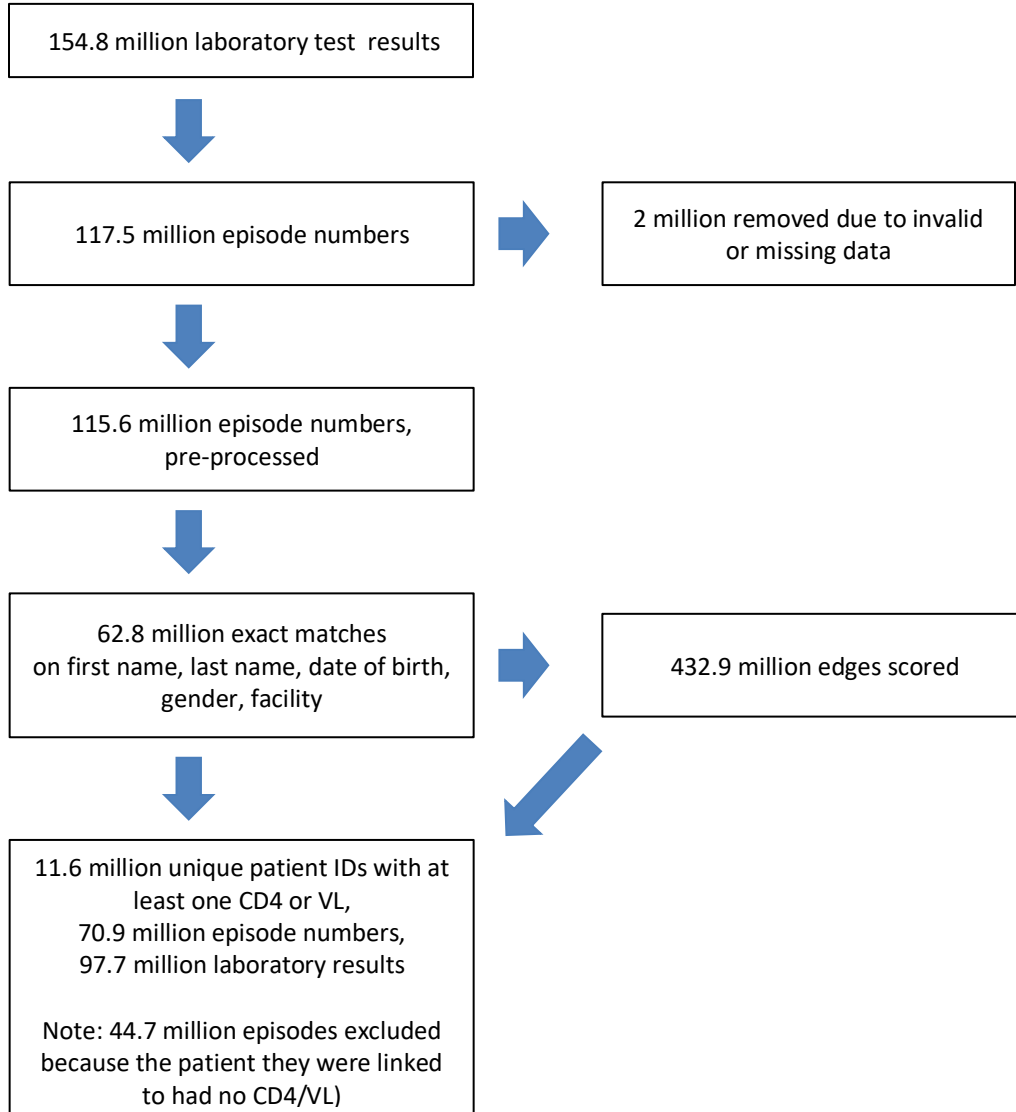 154.8 million laboratory test results
117.5 million episode numbers
2 million removed due to invalid
or missing data
115.6 million episode numbers,
pre-processed
62.8 million exact matches
on first name, last name, date of birth,
gender, facility
432.9 million edges scored
11.6 million unique patient IDs with at
least one CD4 or VL,
70.9 million episode numbers,
97.7 million laboratory results
Note: 44.7 million episodes excluded
because the patient they were linked
to had no CD4/VL)